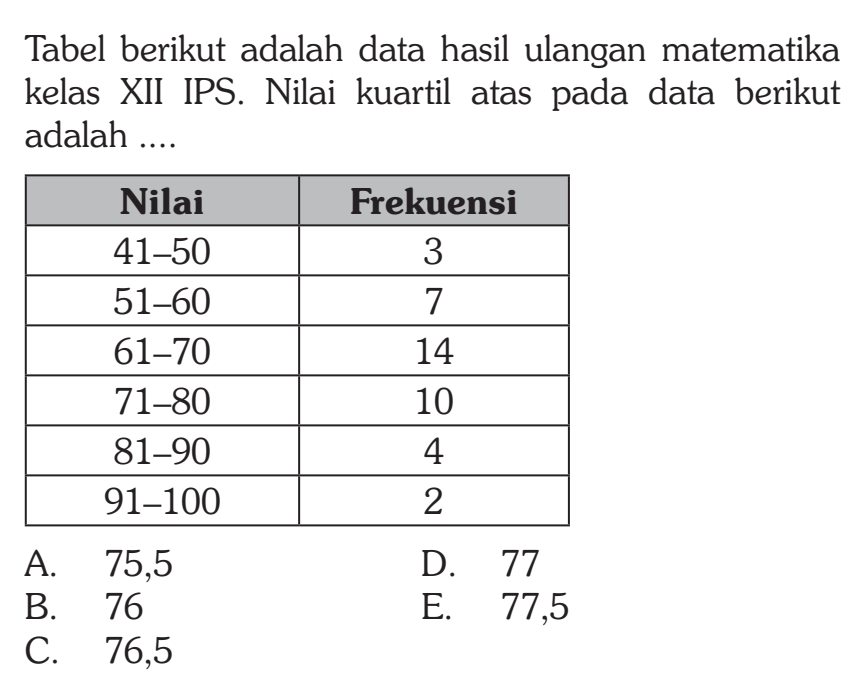 Tabel berikut adalah data hasil ulangan matematika
kelas XII IPS. Nilai kuartil atas pada data berikut
adalah ....
Nilai Frekuensi
41–50 3
51–60 7
61–70 14
71–80 10
81–90 4
91–100 2
A. 75,5 D. 77
B. 76 E. 77,5
C. 76,5